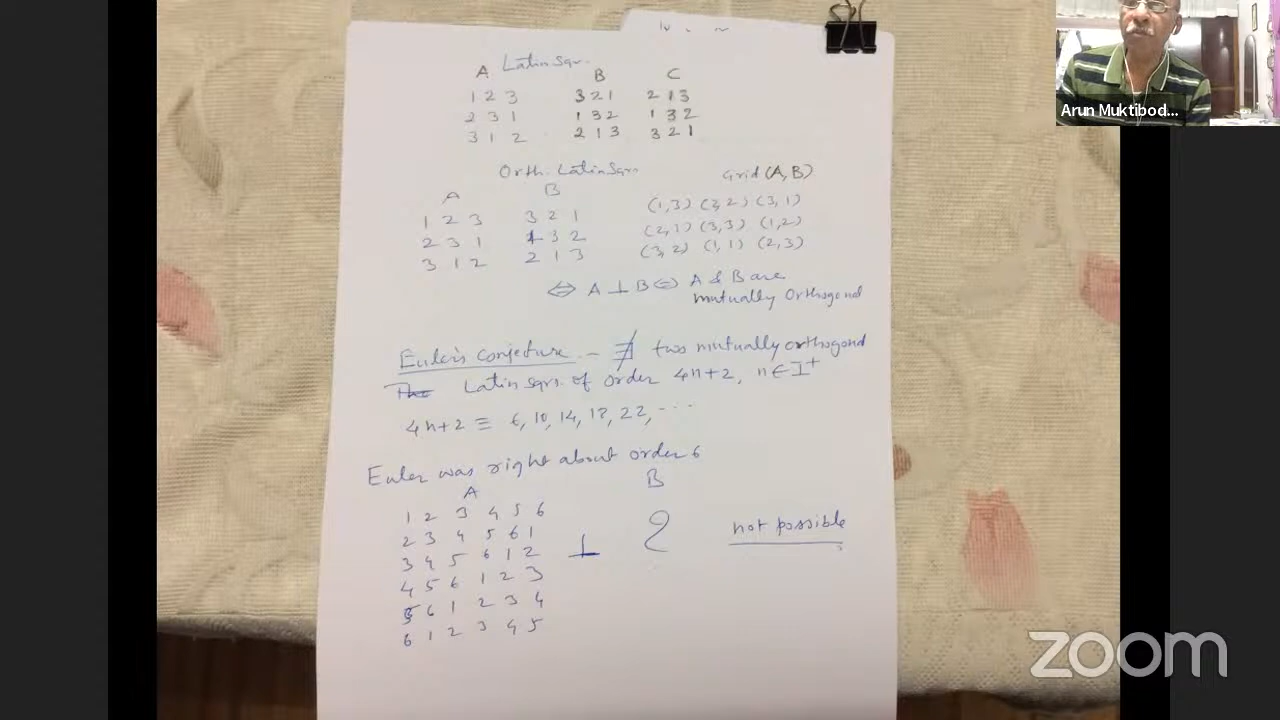 Latin Sqr.
A B C
1 2 3 3 2 1 2 1 3
2 3 1 1 3 2 1 3 2
3 1 2 2 1 3 3 2 1
Orth. Latin Sqrs
Grid (A, B)
A B
1 2 3 3 2 1 (1,3) (2,2) (3,1)
2 3 1 1 3 2 (2,1) (3,3) (1,2)
3 1 2 2 1 3 (3,2) (1,1) (2,3)
⇔ A ⊥ B ⇔ A & B are
mutually Orthogonal
Euler's conjecture – ∄ two mutually orthogonal
The Latin sqrs. of order 4n+2, n ∈ I⁺
4n+2 ≡ 6, 10, 14, 18, 22, ...
Euler was right about order 6
A B
1 2 3 4 5 6
2 3 4 5 6 1
3 4 5 6 1 2 ⊥ ? not possible
4 5 6 1 2 3
5 6 1 2 3 4
6 1 2 3 4 5
Arun Muktibod...
zoom